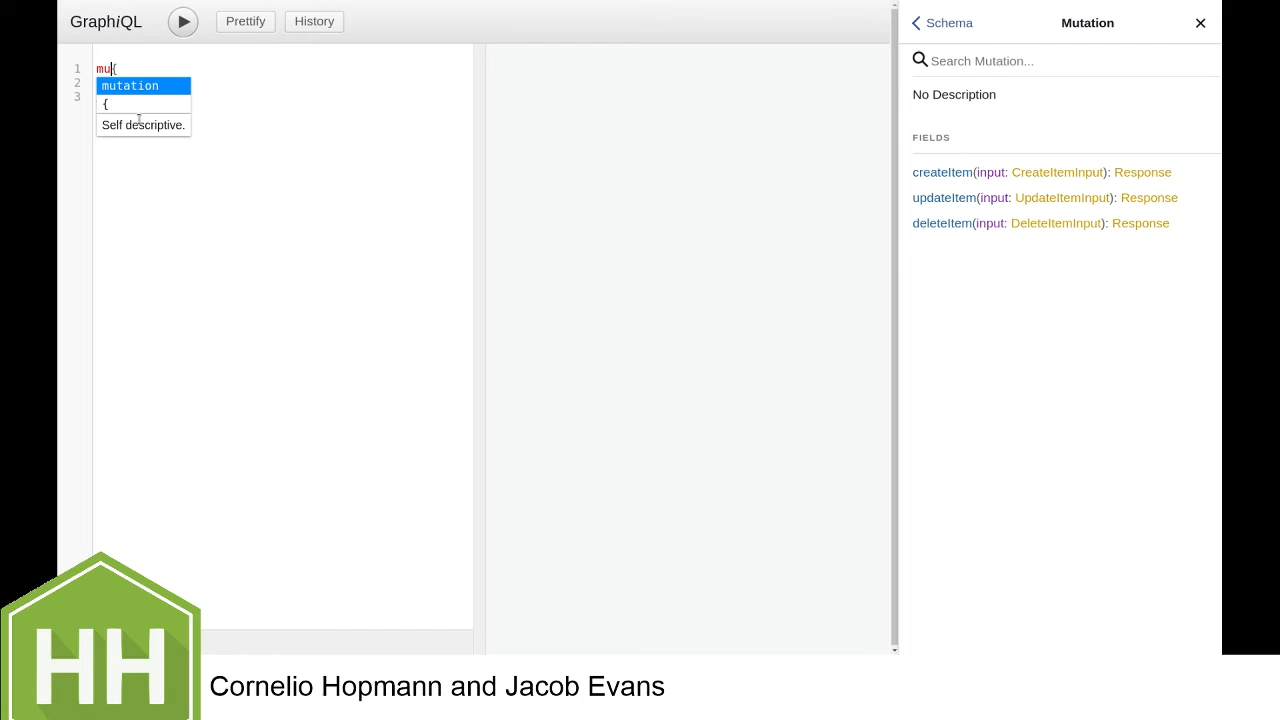 GraphiQL
Prettify
History
Schema
Mutation
Search Mutation...
No Description
FIELDS
createItem(input: CreateItemInput): Response
updateItem(input: UpdateItemInput): Response
deleteItem(input: DeleteItemInput): Response
1 mu{
2
3
mutation
{
Self descriptive.
HH
Cornelio Hopmann and Jacob Evans